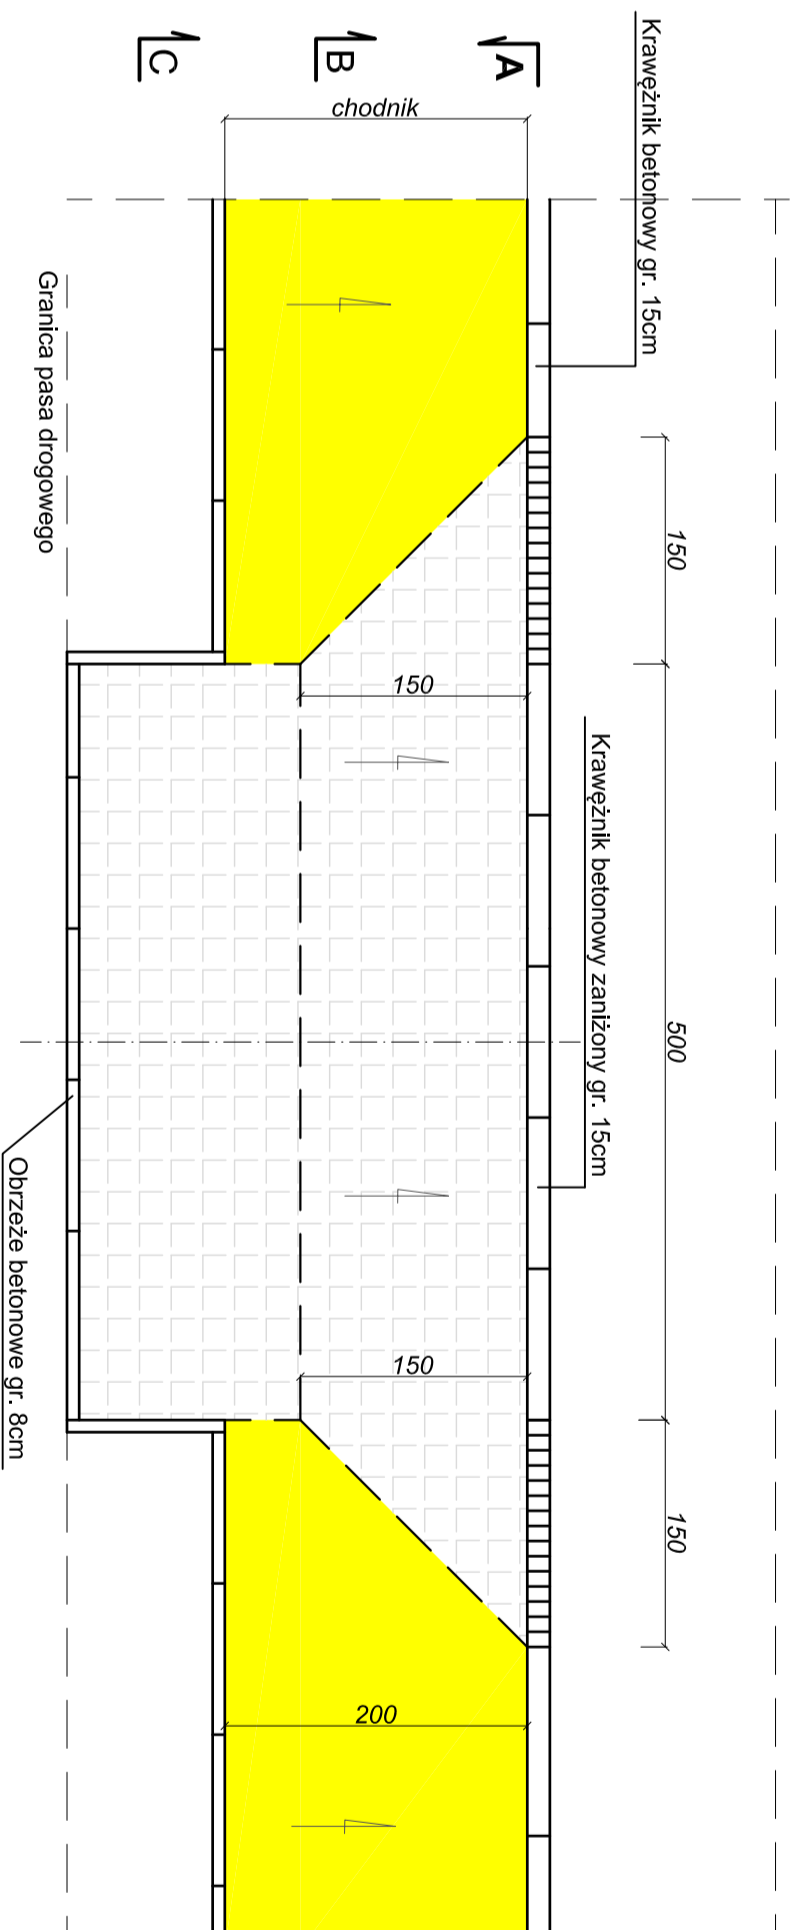 C
B
A
chodnik
Krawężnik betonowy gr. 15cm
Granica pasa drogowego
150
150
Krawężnik betonowy zaniżony gr. 15cm
500
Obrzeże betonowe gr. 8cm
150
150
200